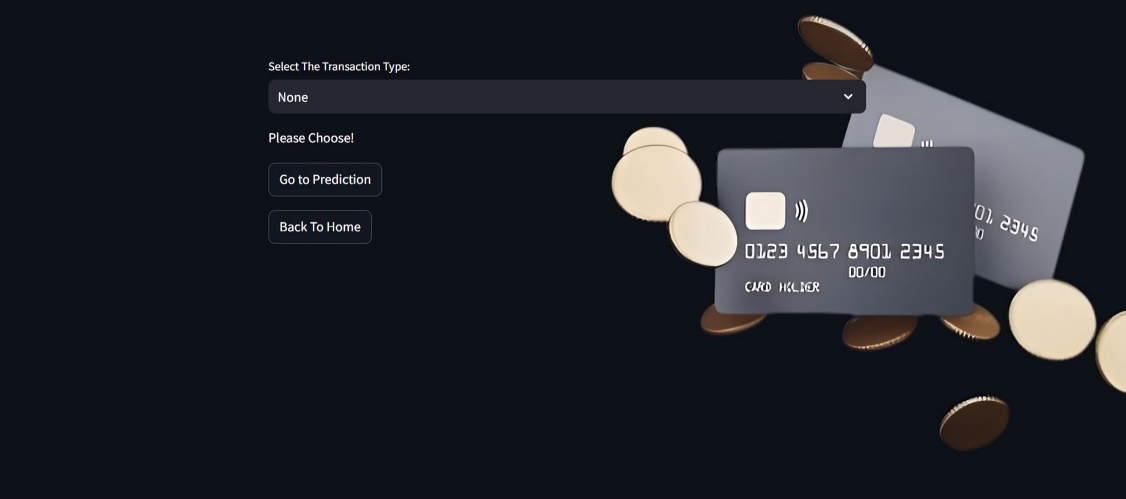 Select The Transaction Type:
None
Please Choose!
Go to Prediction
Back To Home
0123 4567 8901 2345
00/00
CARD HOLDER
01 2345